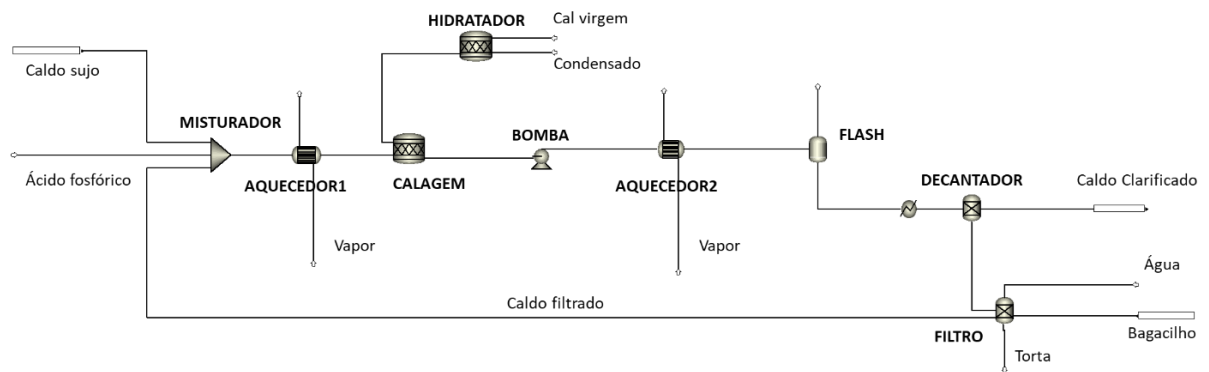 HIDRATADOR
Cal virgem
Condensado
Caldo sujo
MISTURADOR
BOMBA
FLASH
Ácido fosfórico
AQUECEDOR1
CALAGEM
AQUECEDOR2
DECANTADOR
Caldo Clarificado
Vapor
Vapor
Água
Caldo filtrado
FILTRO
Bagacilho
Torta